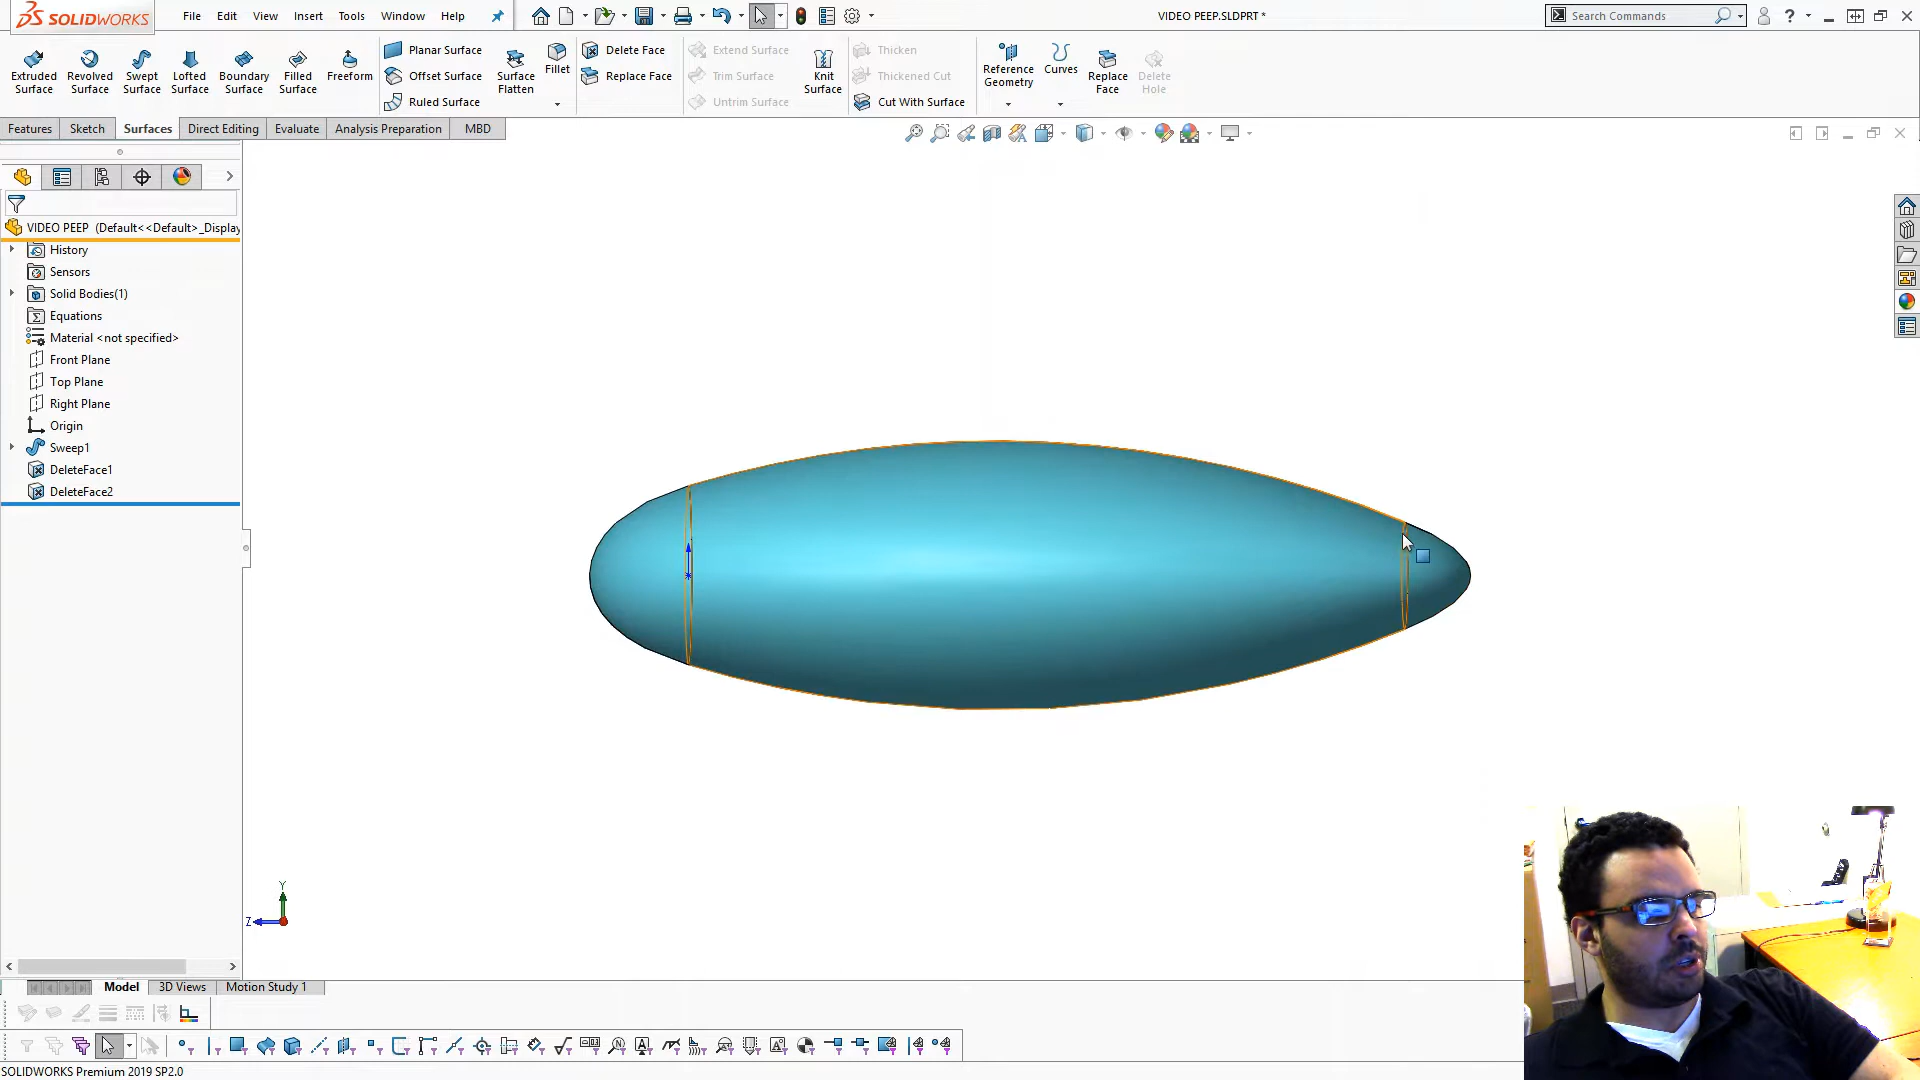 SOLIDWORKS
File Edit View Insert Tools Window Help
VIDEO PEEP.SLDPRT *
Search Commands
Extruded Surface
Revolved Surface
Swept Surface
Lofted Surface
Boundary Surface
Filled Surface
Freeform
Planar Surface
Offset Surface
Ruled Surface
Surface Flatten
Fillet
Delete Face
Replace Face
Extend Surface
Trim Surface
Untrim Surface
Knit Surface
Thicken
Thickened Cut
Cut With Surface
Reference Geometry
Curves
Replace Face
Delete Hole
Features Sketch Surfaces Direct Editing Evaluate Analysis Preparation MBD
VIDEO PEEP (Default<<Default>_Display
History
Sensors
Solid Bodies(1)
Equations
Material <not specified>
Front Plane
Top Plane
Right Plane
Origin
Sweep1
DeleteFace1
DeleteFace2
Y
Z
Model 3D Views Motion Study 1
SOLIDWORKS Premium 2019 SP2.0